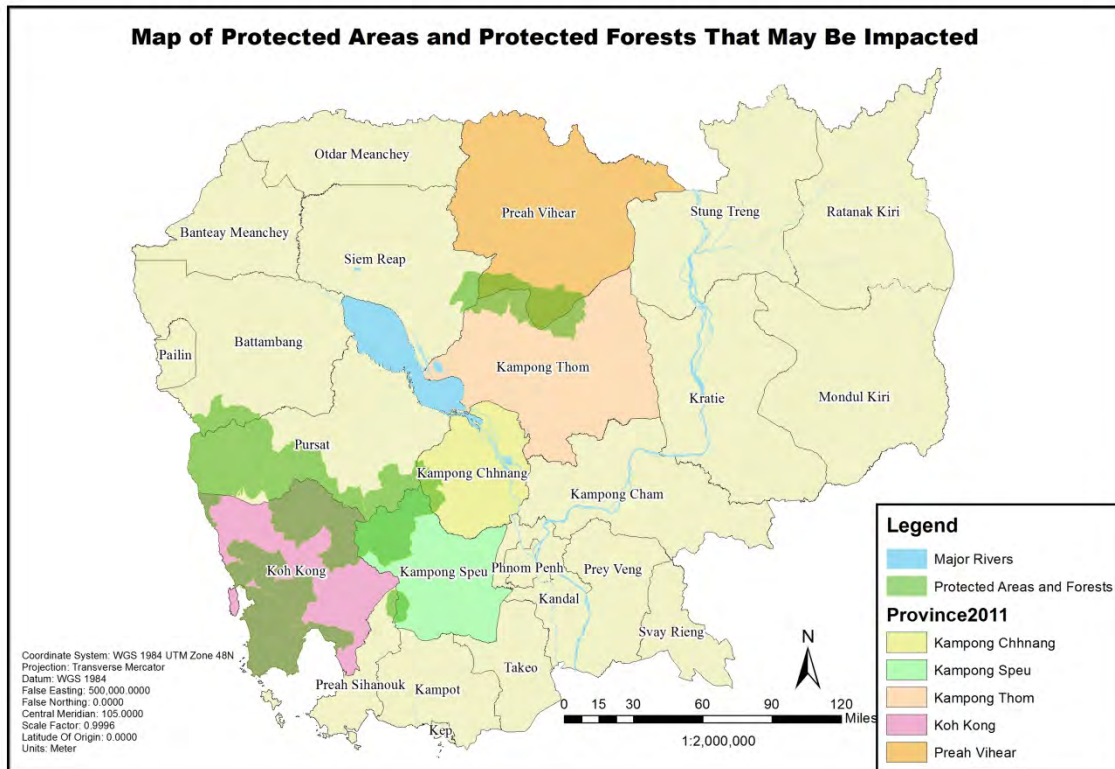 Map of Protected Areas and Protected Forests That May Be Impacted
Otdar Meanchey
Preah Vihear
Stung Treng
Ratanak Kiri
Banteay Meanchey
Siem Reap
Battambang
Pailin
Kampong Thom
Kratie
Mondul Kiri
Pursat
Kampong Chhnang
Kampong Cham
Koh Kong
Kampong Speu
Phnom Penh
Prey Veng
Kandal
Svay Rieng
Takeo
Preah Sihanouk
Kampot
Kep
Legend
Major Rivers
Protected Areas and Forests
Province2011
Kampong Chhnang
Kampong Speu
Kampong Thom
Koh Kong
Preah Vihear
N
0 15 30 60 90 120
Miles
1:2,000,000
Coordinate System: WGS 1984 UTM Zone 48N
Projection: Transverse Mercator
Datum: WGS 1984
False Easting: 500,000.0000
False Northing: 0.0000
Central Meridian: 105.0000
Scale Factor: 0.9996
Latitude Of Origin: 0.0000
Units: Meter